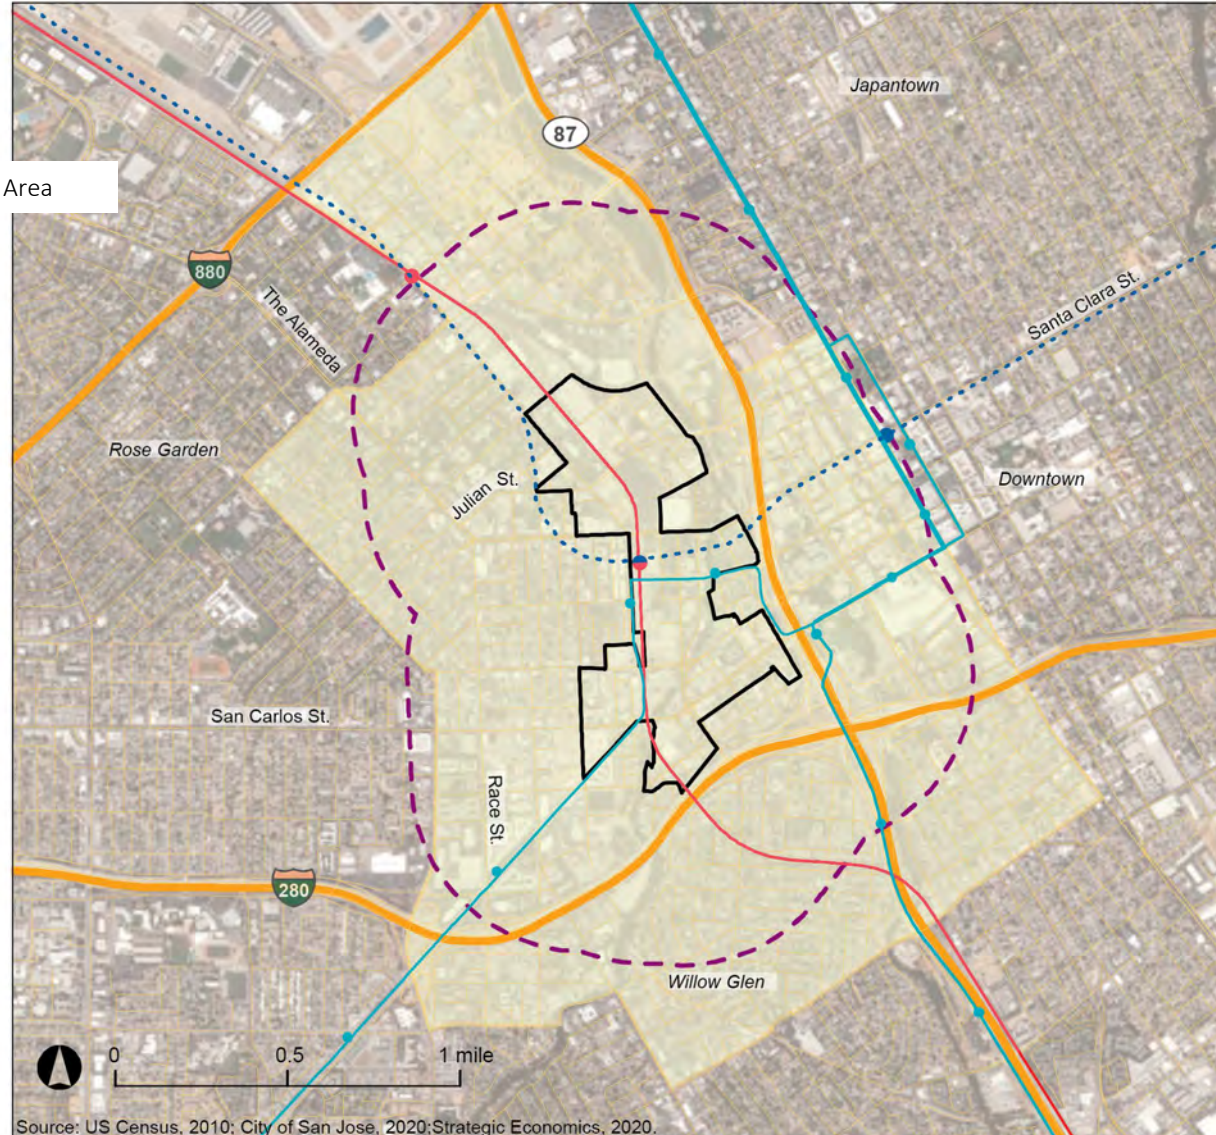 Japantown
87
Area
880
The Alameda
Santa Clara St.
Rose Garden
Julian St.
Downtown
San Carlos St.
Race St.
280
Willow Glen
0 0.5 1 mile
Source: US Census, 2010; City of San Jose, 2020;Strategic Economics, 2020.